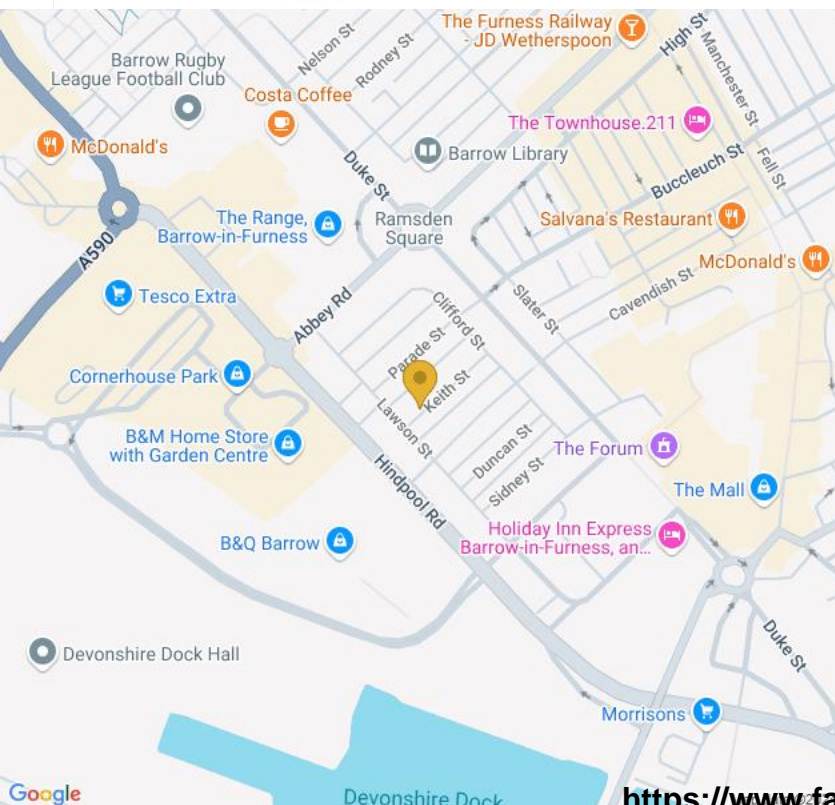 The Furness Railway
- JD Wetherspoon
High St
Manchester St
Nelson St
Rodney St
Barrow Rugby
League Football Club
Costa Coffee
McDonald's
The Townhouse.211
Barrow Library
Duke St
Fell St
Buccleuch St
The Range,
Barrow-in-Furness
Ramsden
Square
Salvana's Restaurant
McDonald's
A590
Tesco Extra
Abbey Rd
Clifford St
Slater St
Cavendish St
Parade St
Cornerhouse Park
Keith St
Lawson St
B&M Home Store
with Garden Centre
Duncan St
The Forum
Sidney St
The Mall
Hindpool Rd
B&Q Barrow
Holiday Inn Express
Barrow-in-Furness, an...
Devonshire Dock Hall
Duke St
Morrisons
Google
Devonshire Dock
https://www.fa